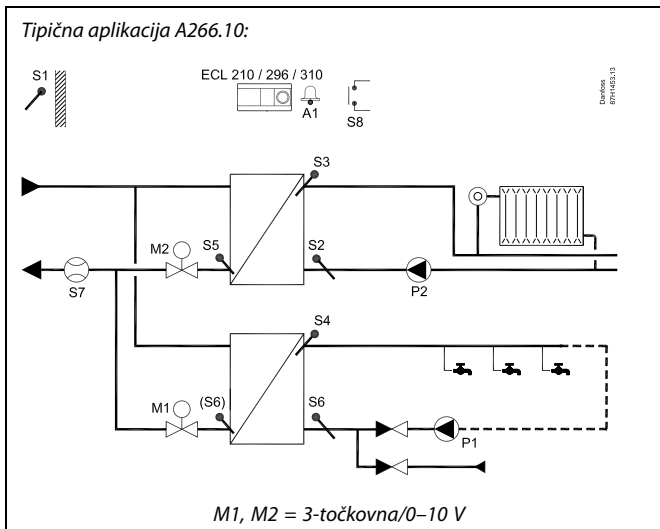 Tipična aplikacija A266.10:
S1
ECL 210 / 296 / 310
A1
S8
Danfoss
87H1453.13
S3
M2
S5
S2
S7
P2
S4
M1
(S6)
S6
P1
M1, M2 = 3-točkovna/0–10 V